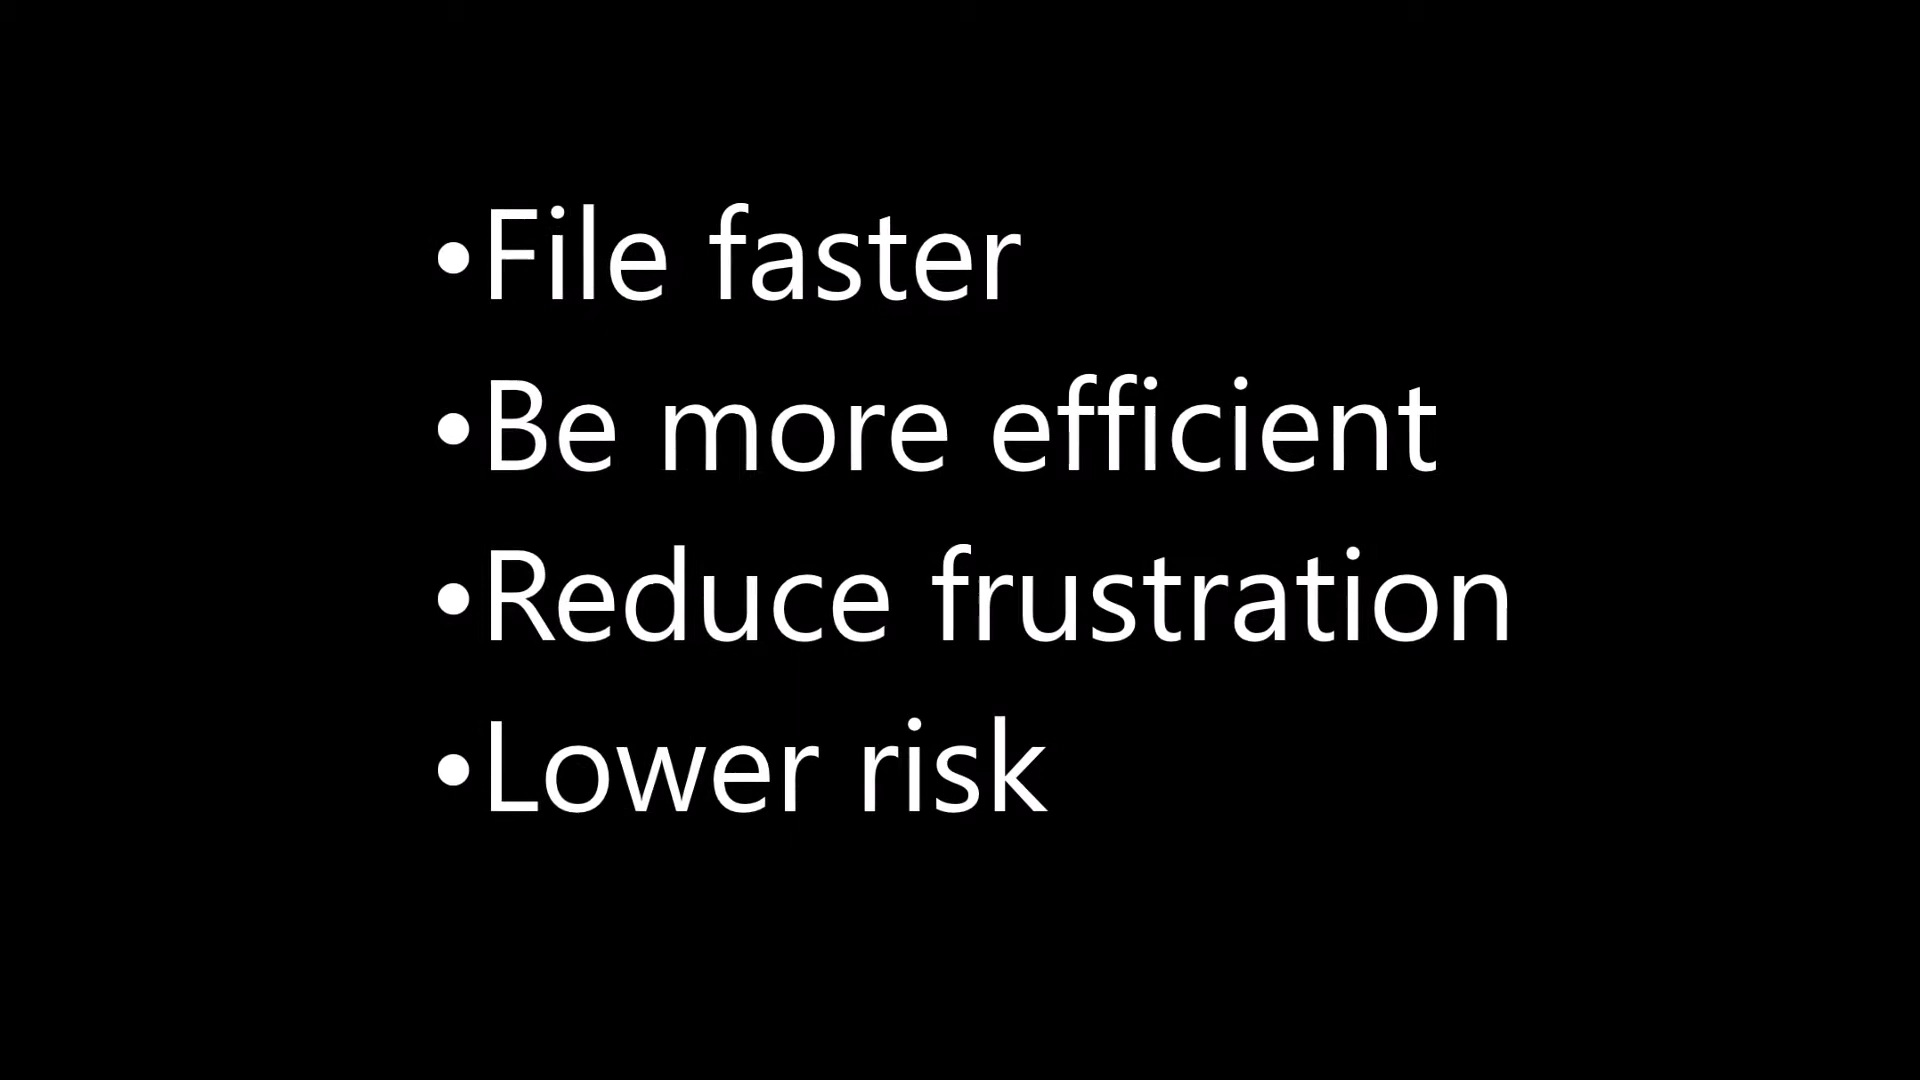 •File faster
•Be more efficient
•Reduce frustration
•Lower risk